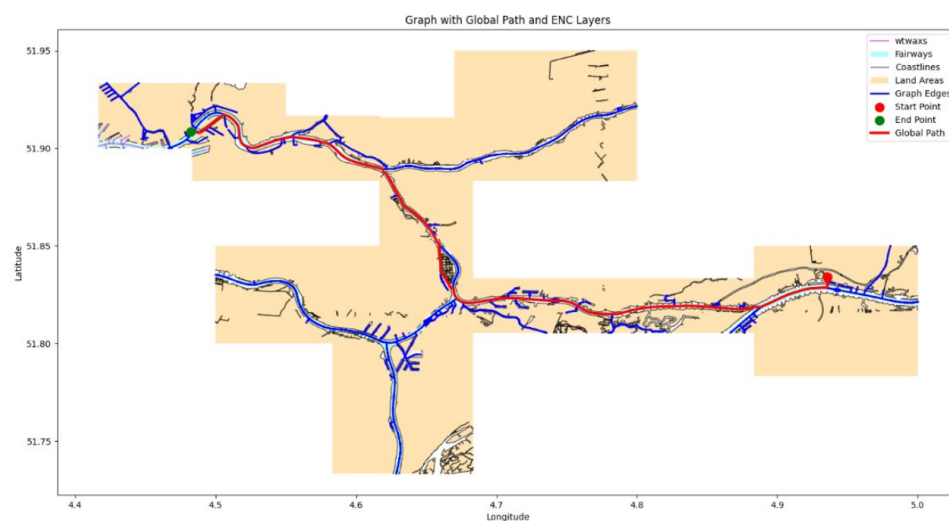 Graph with Global Path and ENC Layers
51.95
51.90
51.85
51.80
51.75
Latitude
4.4
4.5
4.6
4.7
4.8
4.9
5.0
Longitude
wtwaxs
Fairways
Coastlines
Land Areas
Graph Edges
Start Point
End Point
Global Path